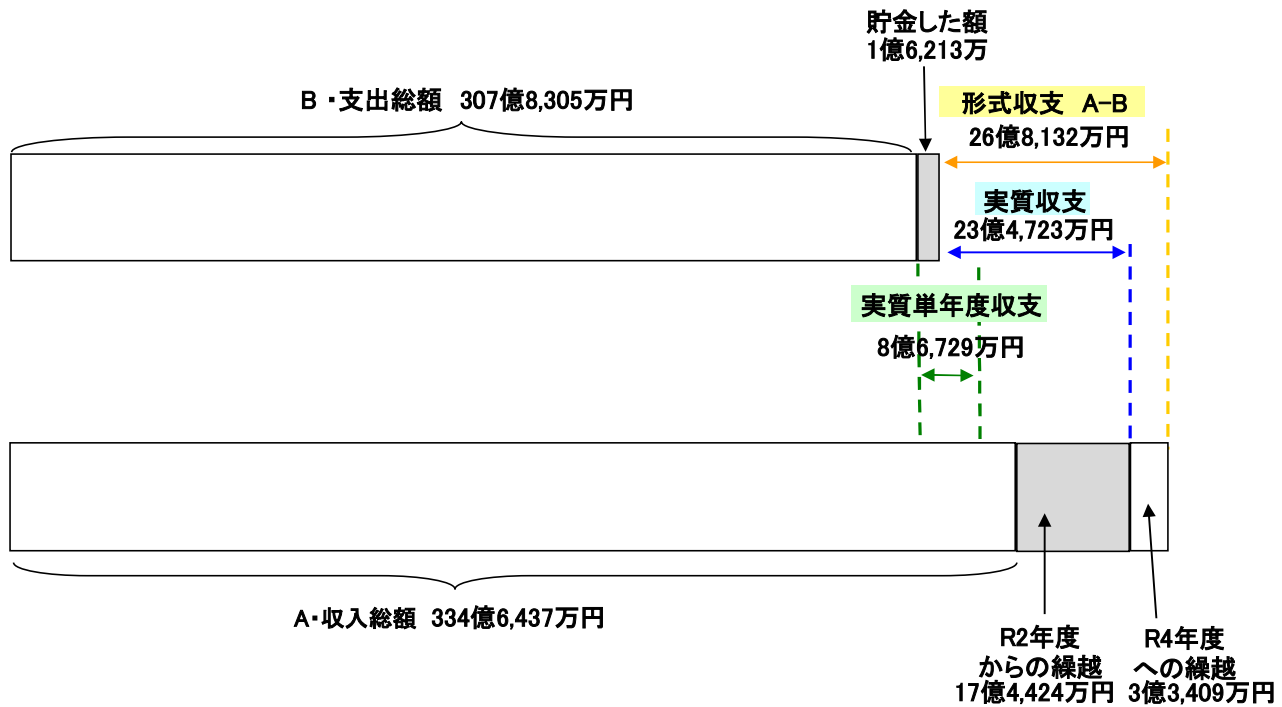 貯金した額
1億6,213万
B ・支出総額 307億8,305万円
形式収支 A-B
26億8,132万円
実質収支
23億4,723万円
実質単年度収支
8億6,729万円
A・収入総額 334億6,437万円
R2年度
からの繰越
17億4,424万円
R4年度
への繰越
3億3,409万円